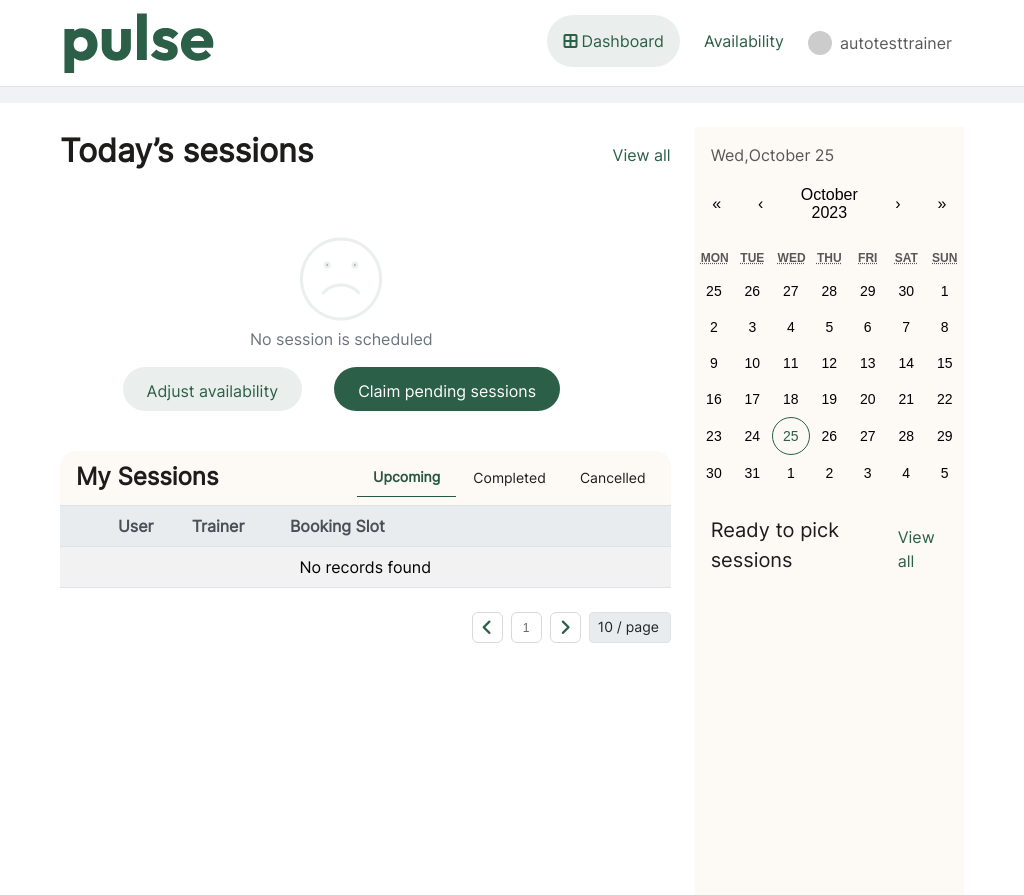 pulse
Dashboard
Availability
autotesttrainer
Today’s sessions
View all
No session is scheduled
Adjust availability
Claim pending sessions
My Sessions
Upcoming
Completed
Cancelled
User Trainer Booking Slot
No records found
1
10 / page
Wed,October 25
« ‹ October › »
2023
MON TUE WED THU FRI SAT SUN
25 26 27 28 29 30 1
2 3 4 5 6 7 8
9 10 11 12 13 14 15
16 17 18 19 20 21 22
23 24 25 26 27 28 29
30 31 1 2 3 4 5
Ready to pick
sessions
View
all